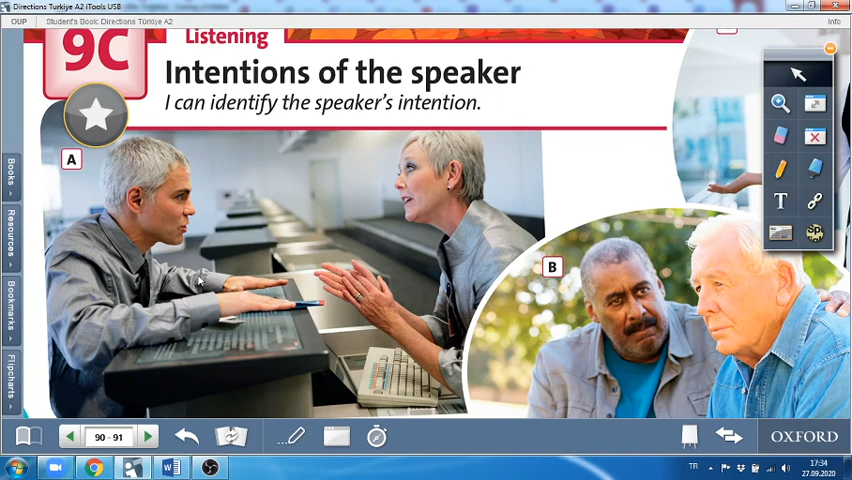 Directions Turkiye A2 iTools USB
OUP
Student's Book: Directions Türkiye A2
Info
9C
Listening
Intentions of the speaker
I can identify the speaker's intention.
A
B
Books
Resources
Bookmarks
Flipcharts
T
sp
90 - 91
OXFORD
W
TR
17:34
27.09.2020